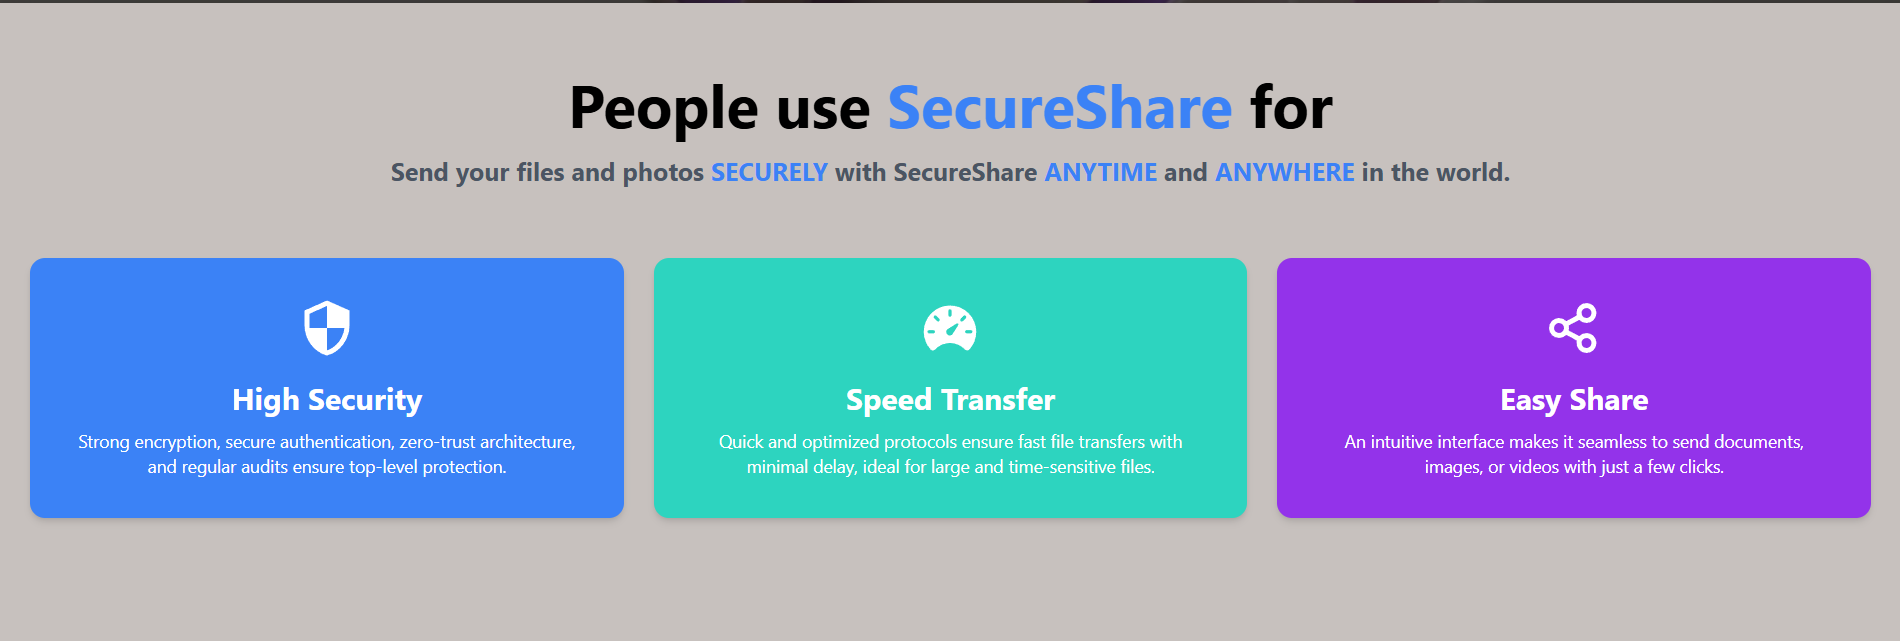 People use SecureShare for
Send your files and photos SECURELY with SecureShare ANYTIME and ANYWHERE in the world.
High Security
Strong encryption, secure authentication, zero-trust architecture,
and regular audits ensure top-level protection.
Speed Transfer
Quick and optimized protocols ensure fast file transfers with
minimal delay, ideal for large and time-sensitive files.
Easy Share
An intuitive interface makes it seamless to send documents,
images, or videos with just a few clicks.